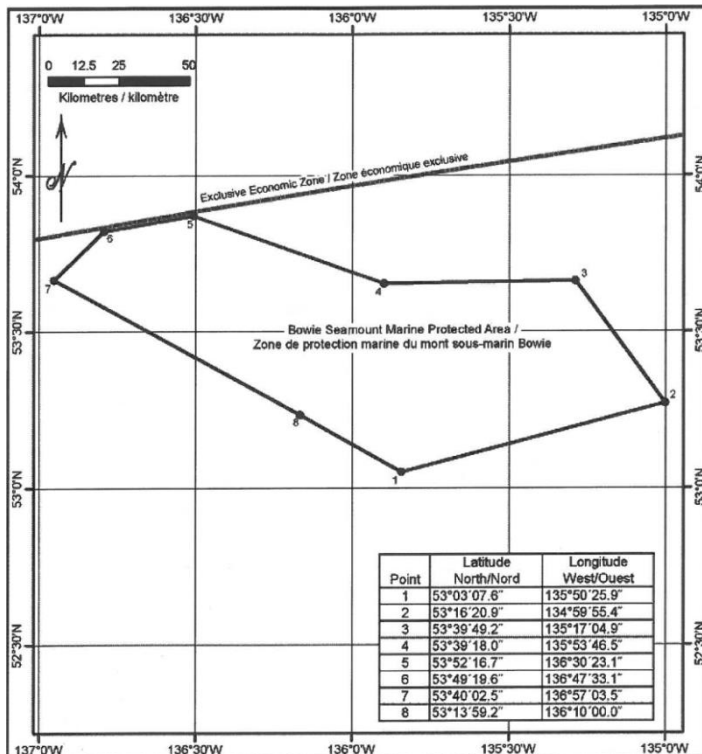 137°0'0"W
136°30'W
136°0'W
135°30'W
135°0'W
0 12.5 25 50
Kilometres / kilomètre
N
54°0'N
54°0'N
Exclusive Economic Zone / Zone économique exclusive
5
6
7
4
3
53°30'N
53°30'N
Bowie Seamount Marine Protected Area /
Zone de protection marine du mont sous-marin Bowie
2
8
1
53°0'N
53°0'N
52°30'N
52°30'N
Point Latitude North/Nord Longitude West/Ouest
1 53°03´07.6" 135°50´25.9"
2 53°16´20.9" 134°59´55.4"
3 53°39´49.2" 135°17´04.9"
4 53°39´18.0" 135°53´46.5"
5 53°52´16.7" 136°30´23.1"
6 53°49´19.6" 136°47´33.1"
7 53°40´02.5" 136°57´03.5"
8 53°13´59.2" 136°10´00.0"
137°0'0"W
136°30'W
136°0'W
135°30'W
135°0'W